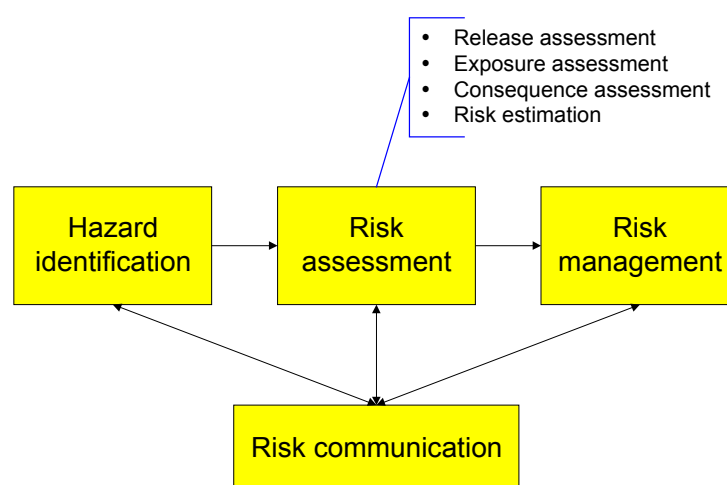 • Release assessment
• Exposure assessment
• Consequence assessment
• Risk estimation
Hazard
identification
Risk
assessment
Risk
management
Risk communication